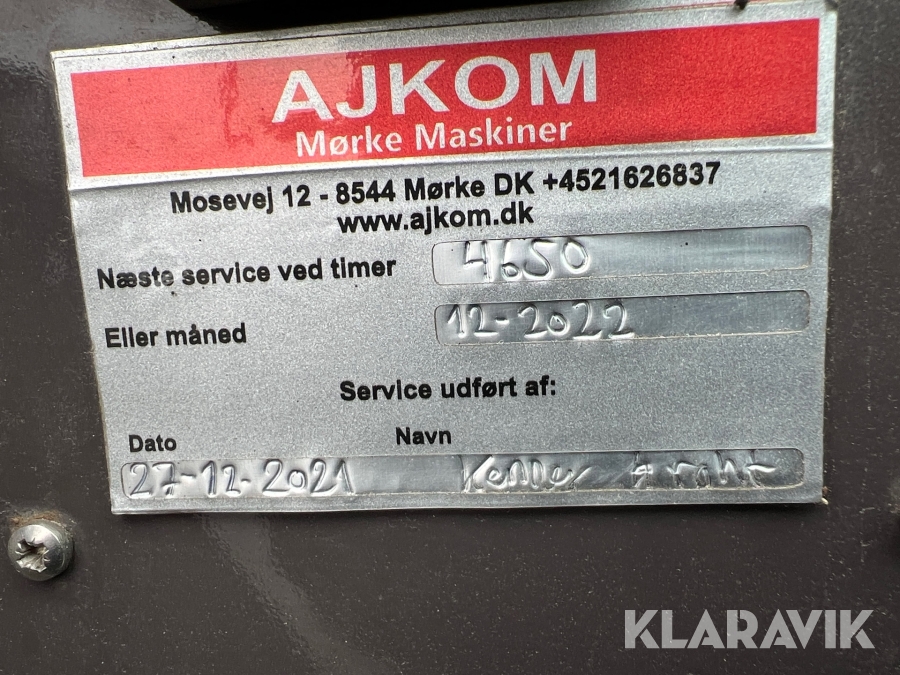 AJKOM
Mørke Maskiner
Mosevej 12 - 8544 Mørke DK +4521626837
www.ajkom.dk
Næste service ved timer 4650
Eller måned 12-2022
Service udført af:
Dato Navn
27-12-2021
KLARAVIK